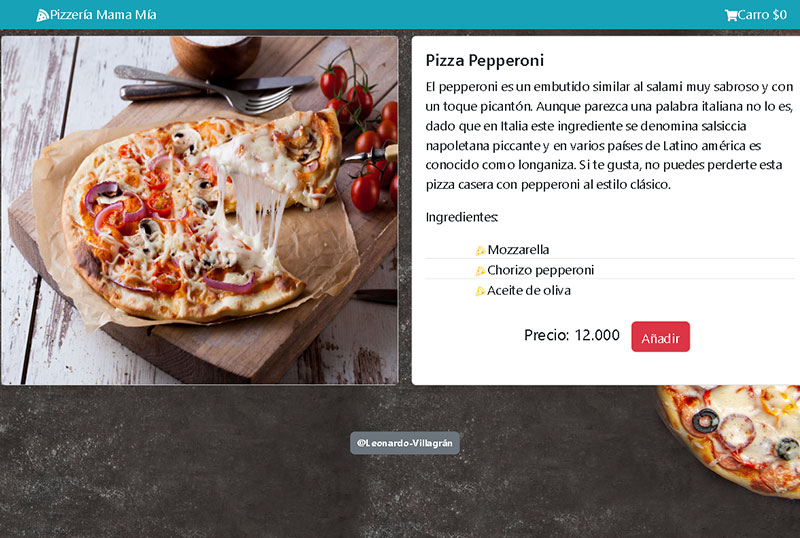 Pizzería Mama Mía
Carro $0
Pizza Pepperoni
El pepperoni es un embutido similar al salami muy sabroso y con
un toque picantón. Aunque parezca una palabra italiana no lo es,
dado que en Italia este ingrediente se denomina salsiccia
napoletana piccante y en varios países de Latino américa es
conocido como longaniza. Si te gusta, no puedes perderte esta
pizza casera con pepperoni al estilo clásico.
Ingredientes:
Mozzarella
Chorizo pepperoni
Aceite de oliva
Precio: 12.000
Añadir
©Leonardo-Villagrán